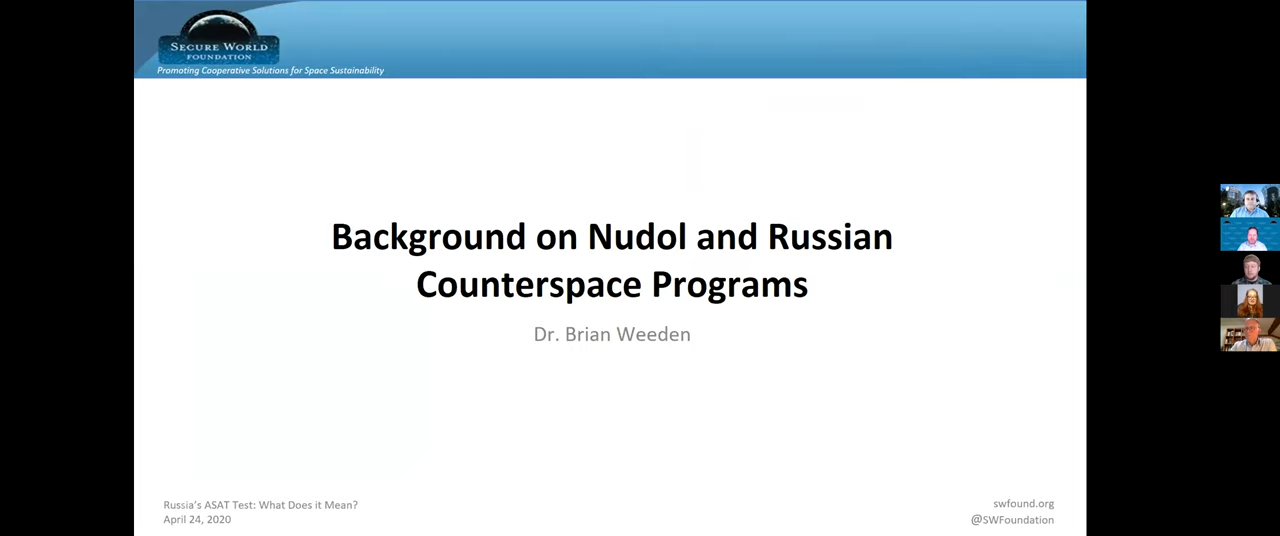 SECURE WORLD
FOUNDATION
Promoting Cooperative Solutions for Space Sustainability
Background on Nudol and Russian
Counterspace Programs
Dr. Brian Weeden
Russia's ASAT Test: What Does it Mean?
April 24, 2020
swfound.org
@SWFoundation